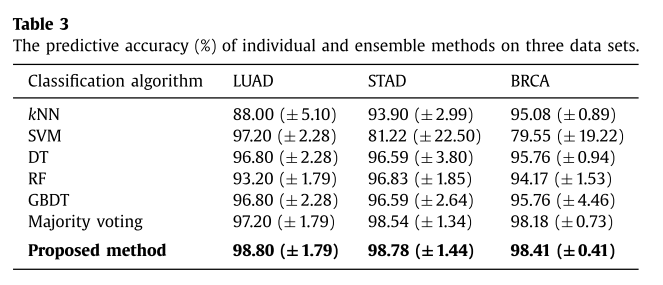 Table 3
The predictive accuracy (%) of individual and ensemble methods on three data sets.
Classification algorithm LUAD STAD BRCA
kNN 88.00 (±5.10) 93.90 (±2.99) 95.08 (±0.89)
SVM 97.20 (±2.28) 81.22 (±22.50) 79.55 (±19.22)
DT 96.80 (±2.28) 96.59 (±3.80) 95.76 (±0.94)
RF 93.20 (±1.79) 96.83 (±1.85) 94.17 (±1.53)
GBDT 96.80 (±2.28) 96.59 (±2.64) 95.76 (±4.46)
Majority voting 97.20 (±1.79) 98.54 (±1.34) 98.18 (±0.73)
Proposed method 98.80 (±1.79) 98.78 (±1.44) 98.41 (±0.41)